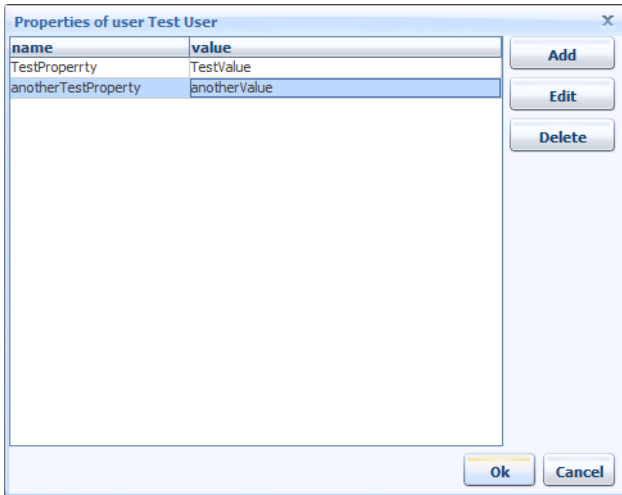 Properties of user Test User
x
name value
TestProperrty TestValue
anotherTestProperty anotherValue
Add
Edit
Delete
Ok Cancel